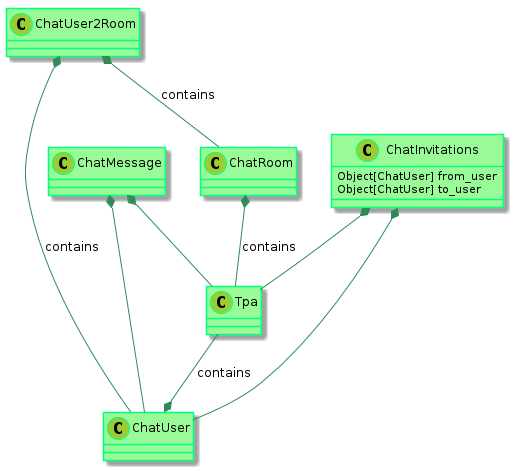 C ChatUser2Room
contains
C ChatMessage
C ChatRoom
C ChatInvitations
Object[ChatUser] from_user
Object[ChatUser] to_user
contains
contains
C Tpa
contains
C ChatUser